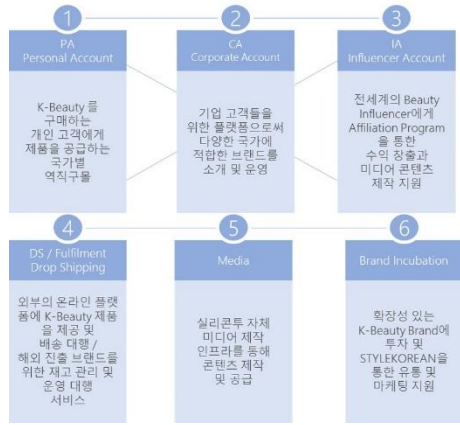 1
PA
Personal Account
K-Beauty 를
구매하는
개인 고객에게
제품을 공급하는
국가별
역직구몰
2
CA
Corporate Account
기업 고객들을
위한 플랫폼으로써
다양한 국가에
적합한 브랜드를
소개 및 운영
3
IA
Influencer Account
전세계의 Beauty
Influencer에게
Affiliation Program
을 통한
수익 창출과
미디어 콘텐츠
제작 지원
4
DS / Fulfilment
Drop Shipping
외부의 온라인 플랫
폼에 K-Beauty 제품
을 제공 및
배송 대행 /
해외 진출 브랜드를
위한 재고 관리 및
운영 대행
서비스
5
Media
실리콘투 자체
미디어 제작
인프라를 통해
콘텐츠 제작
및 공급
6
Brand Incubation
확장성 있는
K-Beauty Brand에
투자 및
STYLEKOREAN을
통한 유통 및
마케팅 지원